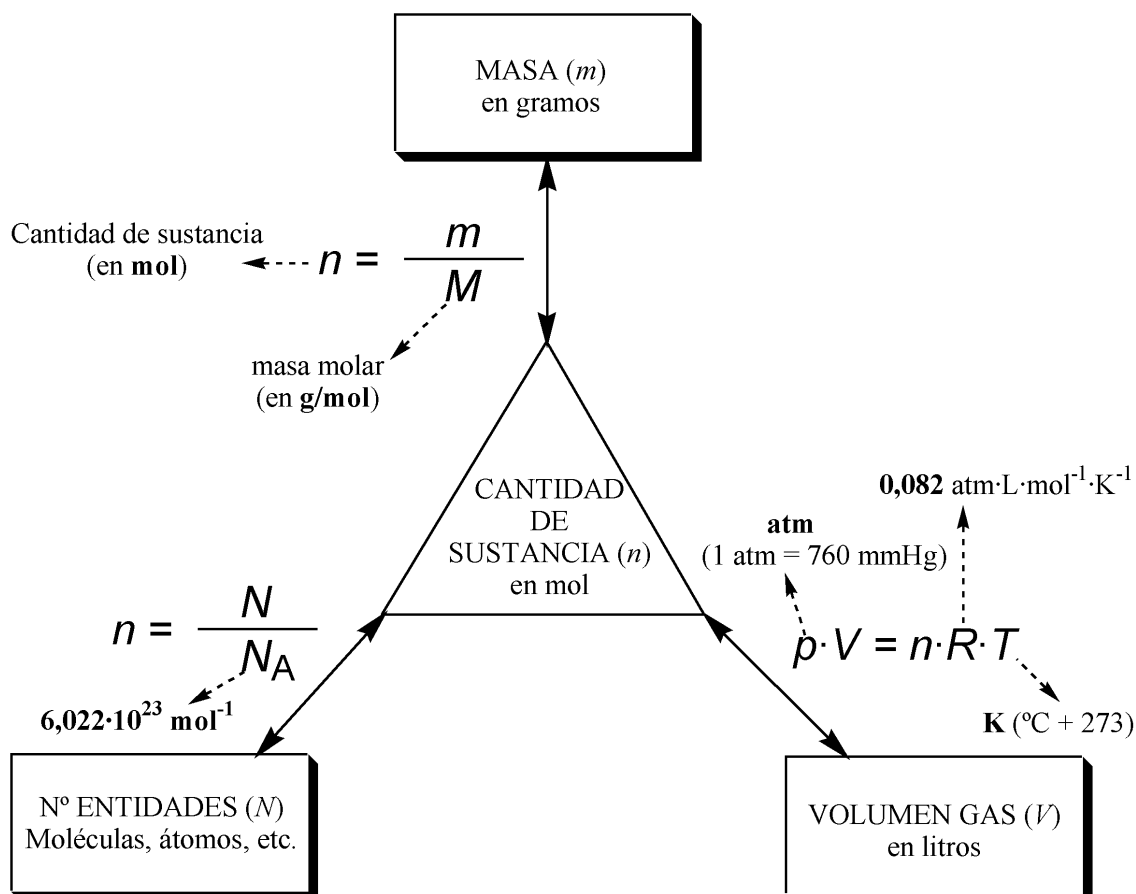 MASA (m)
en gramos
Cantidad de sustancia
(en mol)
n = m/M
masa molar
(en g/mol)
CANTIDAD
DE
SUSTANCIA (n)
en mol
0,082 atm·L·mol⁻¹·K⁻¹
atm
(1 atm = 760 mmHg)
p·V = n·R·T
K (ºC + 273)
n = N/N_A
6,022·10²³ mol⁻¹
Nº ENTIDADES (N)
Moléculas, átomos, etc.
VOLUMEN GAS (V)
en litros